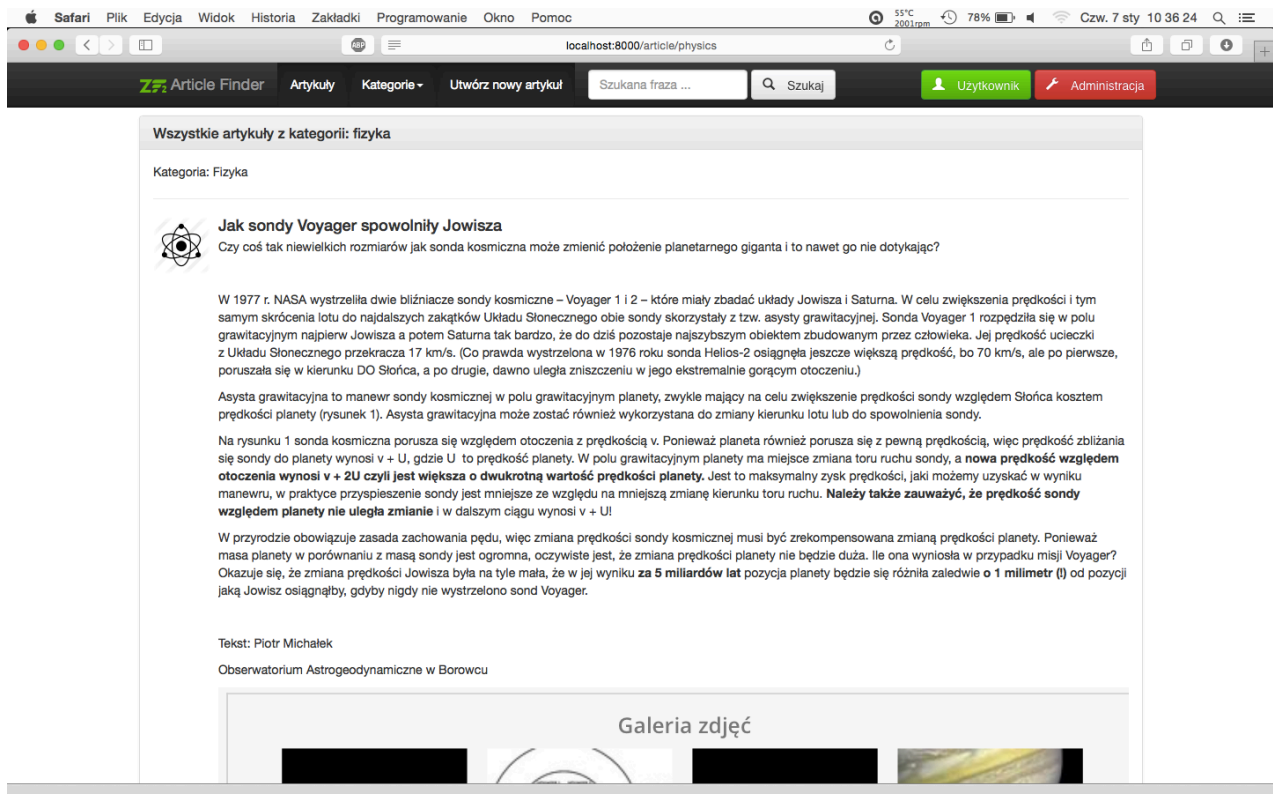 Safari Plik Edycja Widok Historia Zakładki Programowanie Okno Pomoc 55°C 2001rpm 78% Czw. 7 sty 10 36 24
ABP localhost:8000/article/physics
ZF2 Article Finder Artykuły Kategorie Utwórz nowy artykuł Szukana fraza ... Szukaj Użytkownik Administracja
Wszystkie artykuły z kategorii: fizyka
Kategoria: Fizyka
Jak sondy Voyager spowolniły Jowisza
Czy coś tak niewielkich rozmiarów jak sonda kosmiczna może zmienić położenie planetarnego giganta i to nawet go nie dotykając?
W 1977 r. NASA wystrzeliła dwie bliźniacze sondy kosmiczne – Voyager 1 i 2 – które miały zbadać układy Jowisza i Saturna. W celu zwiększenia prędkości i tym
samym skrócenia lotu do najdalszych zakątków Układu Słonecznego obie sondy skorzystały z tzw. asysty grawitacyjnej. Sonda Voyager 1 rozpędziła się w polu
grawitacyjnym najpierw Jowisza a potem Saturna tak bardzo, że do dziś pozostaje najszybszym obiektem zbudowanym przez człowieka. Jej prędkość ucieczki
z Układu Słonecznego przekracza 17 km/s. (Co prawda wystrzelona w 1976 roku sonda Helios-2 osiągnęła jeszcze większą prędkość, bo 70 km/s, ale po pierwsze,
poruszała się w kierunku DO Słońca, a po drugie, dawno uległa zniszczeniu w jego ekstremalnie gorącym otoczeniu.)
Asysta grawitacyjna to manewr sondy kosmicznej w polu grawitacyjnym planety, zwykle mający na celu zwiększenie prędkości sondy względem Słońca kosztem
prędkości planety (rysunek 1). Asysta grawitacyjna może zostać również wykorzystana do zmiany kierunku lotu lub do spowolnienia sondy.
Na rysunku 1 sonda kosmiczna porusza się względem otoczenia z prędkością v. Ponieważ planeta również porusza się z pewną prędkością, więc prędkość zbliżania
się sondy do planety wynosi v + U, gdzie U to prędkość planety. W polu grawitacyjnym planety ma miejsce zmiana toru ruchu sondy, a nowa prędkość względem
otoczenia wynosi v + 2U czyli jest większa o dwukrotną wartość prędkości planety. Jest to maksymalny zysk prędkości, jaki możemy uzyskać w wyniku
manewru, w praktyce przyspieszenie sondy jest mniejsze ze względu na mniejszą zmianę kierunku toru ruchu. Należy także zauważyć, że prędkość sondy
względem planety nie uległa zmianie i w dalszym ciągu wynosi v + U!
W przyrodzie obowiązuje zasada zachowania pędu, więc zmiana prędkości sondy kosmicznej musi być zrekompensowana zmianą prędkości planety. Ponieważ
masa planety w porównaniu z masą sondy jest ogromna, oczywiste jest, że zmiana prędkości planety nie będzie duża. Ile ona wyniosła w przypadku misji Voyager?
Okazuje się, że zmiana prędkości Jowisza była na tyle mała, że w jej wyniku za 5 miliardów lat pozycja planety będzie się różniła zaledwie o 1 milimetr (!) od pozycji
jaką Jowisz osiągnąłby, gdyby nigdy nie wystrzelono sond Voyager.
Tekst: Piotr Michałek
Obserwatorium Astrogeodynamiczne w Borowcu
Galeria zdjęć